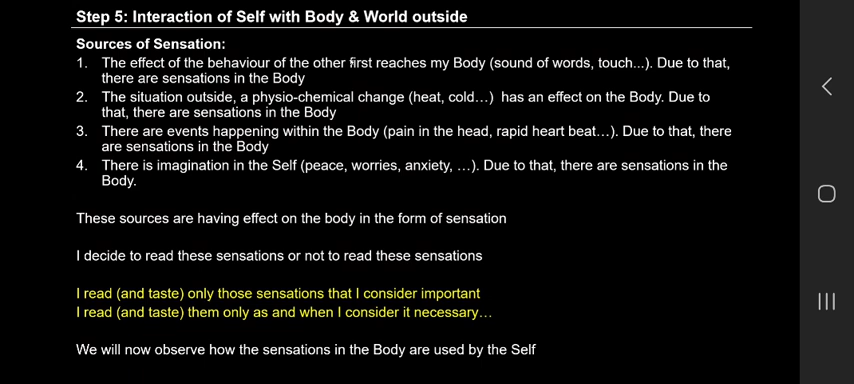 Step 5: Interaction of Self with Body & World outside
Sources of Sensation:
1. The effect of the behaviour of the other first reaches my Body (sound of words, touch...). Due to that,
there are sensations in the Body
2. The situation outside, a physio-chemical change (heat, cold...) has an effect on the Body. Due to
that, there are sensations in the Body
3. There are events happening within the Body (pain in the head, rapid heart beat...). Due to that, there
are sensations in the Body
4. There is imagination in the Self (peace, worries, anxiety, ...). Due to that, there are sensations in the
Body.
These sources are having effect on the body in the form of sensation
I decide to read these sensations or not to read these sensations
I read (and taste) only those sensations that I consider important
I read (and taste) them only as and when I consider it necessary...
We will now observe how the sensations in the Body are used by the Self